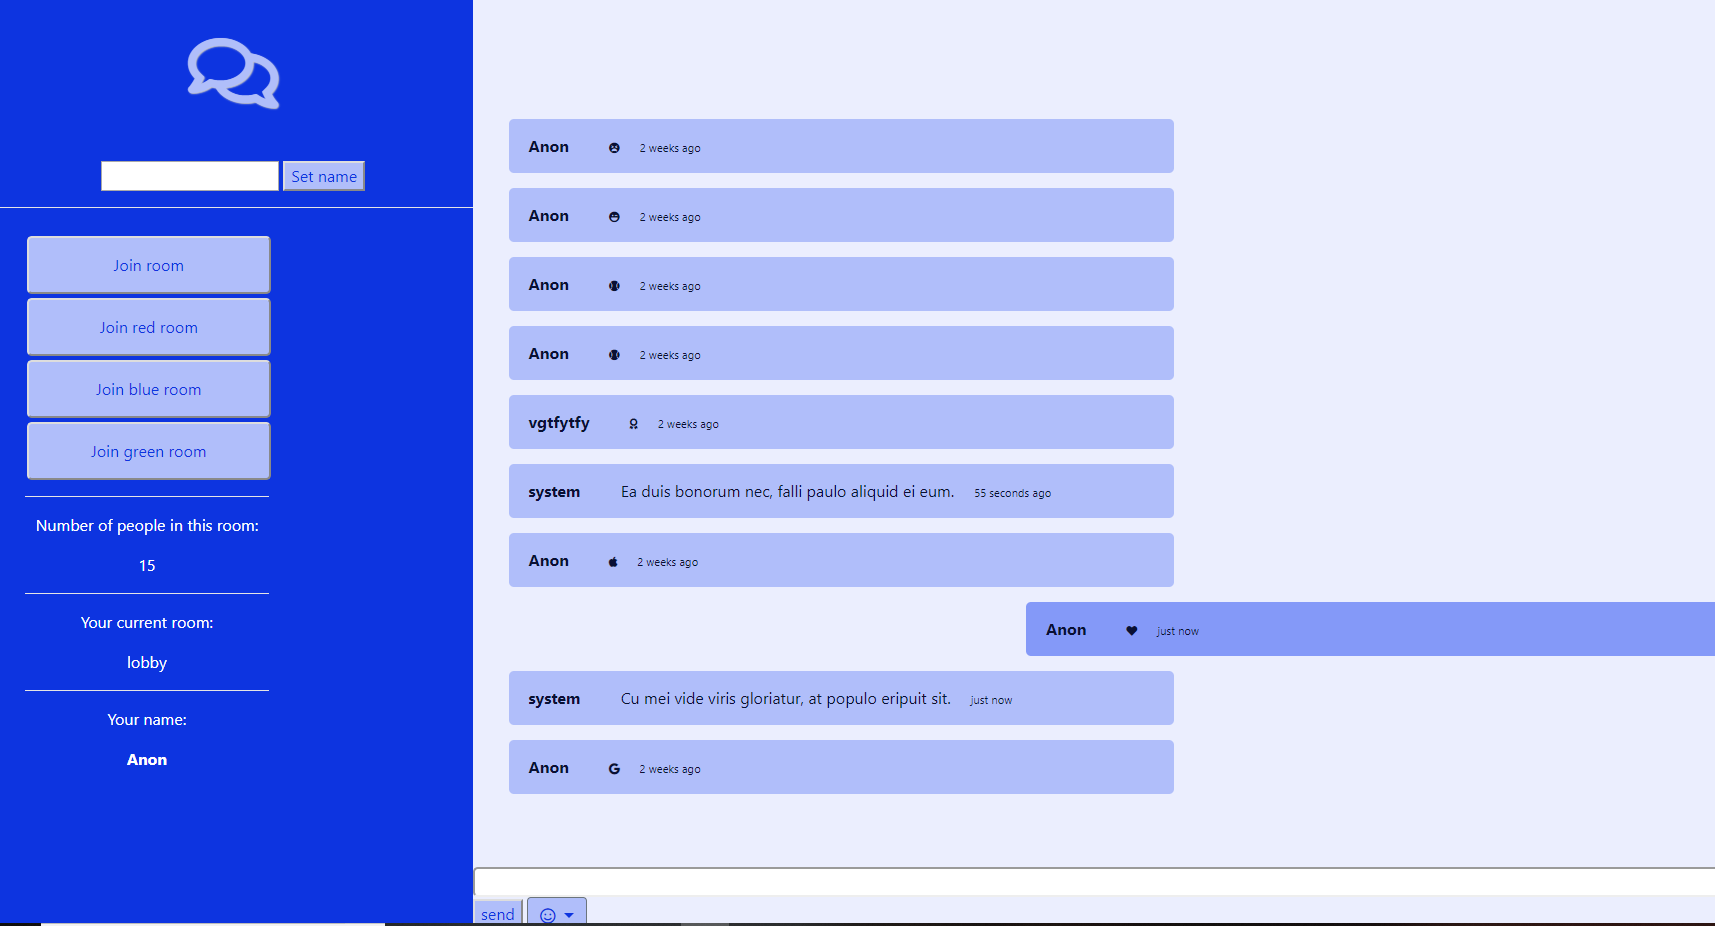 Set name
Join room
Join red room
Join blue room
Join green room
Number of people in this room:
15
Your current room:
lobby
Your name:
Anon
Anon 2 weeks ago
Anon 2 weeks ago
Anon 2 weeks ago
Anon 2 weeks ago
vgtfytfy 2 weeks ago
system Ea duis bonorum nec, falli paulo aliquid ei eum. 55 seconds ago
Anon 2 weeks ago
Anon just now
system Cu mei vide viris gloriatur, at populo eripuit sit. just now
Anon 2 weeks ago
send